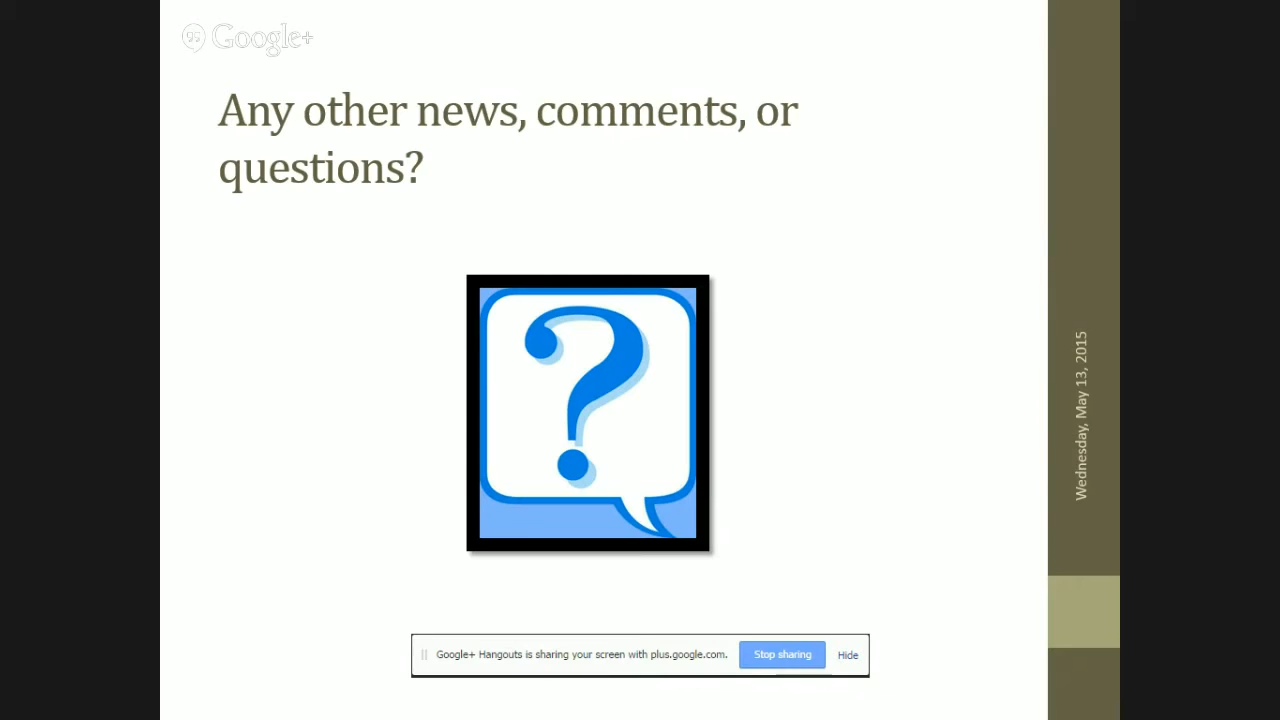 Google+
Any other news, comments, or
questions?
?
Wednesday, May 13, 2015
Google+ Hangouts is sharing your screen with plus.google.com.
Stop sharing
Hide